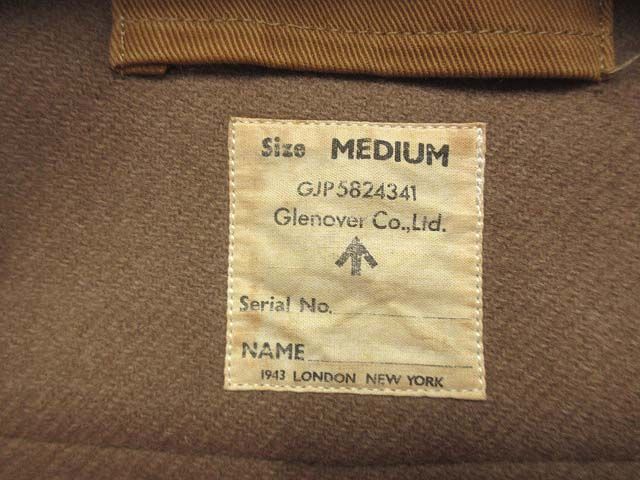 Size MEDIUM
GJP5824341
Glenover Co.,Ltd.
Serial No.
NAME
1943 LONDON NEW YORK